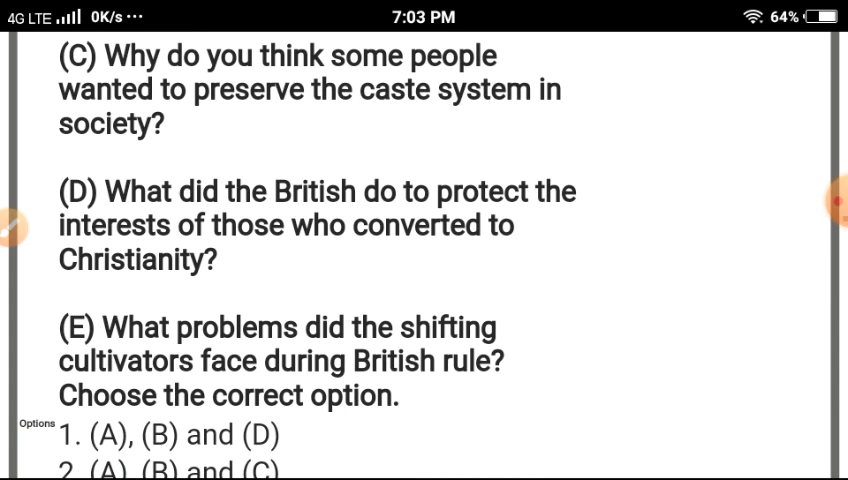 4G LTE 0K/s ··· 7:03 PM 64%
(C) Why do you think some people
wanted to preserve the caste system in
society?
(D) What did the British do to protect the
interests of those who converted to
Christianity?
(E) What problems did the shifting
cultivators face during British rule?
Choose the correct option.
Options 1. (A), (B) and (D)
2. (A), (B) and (C)